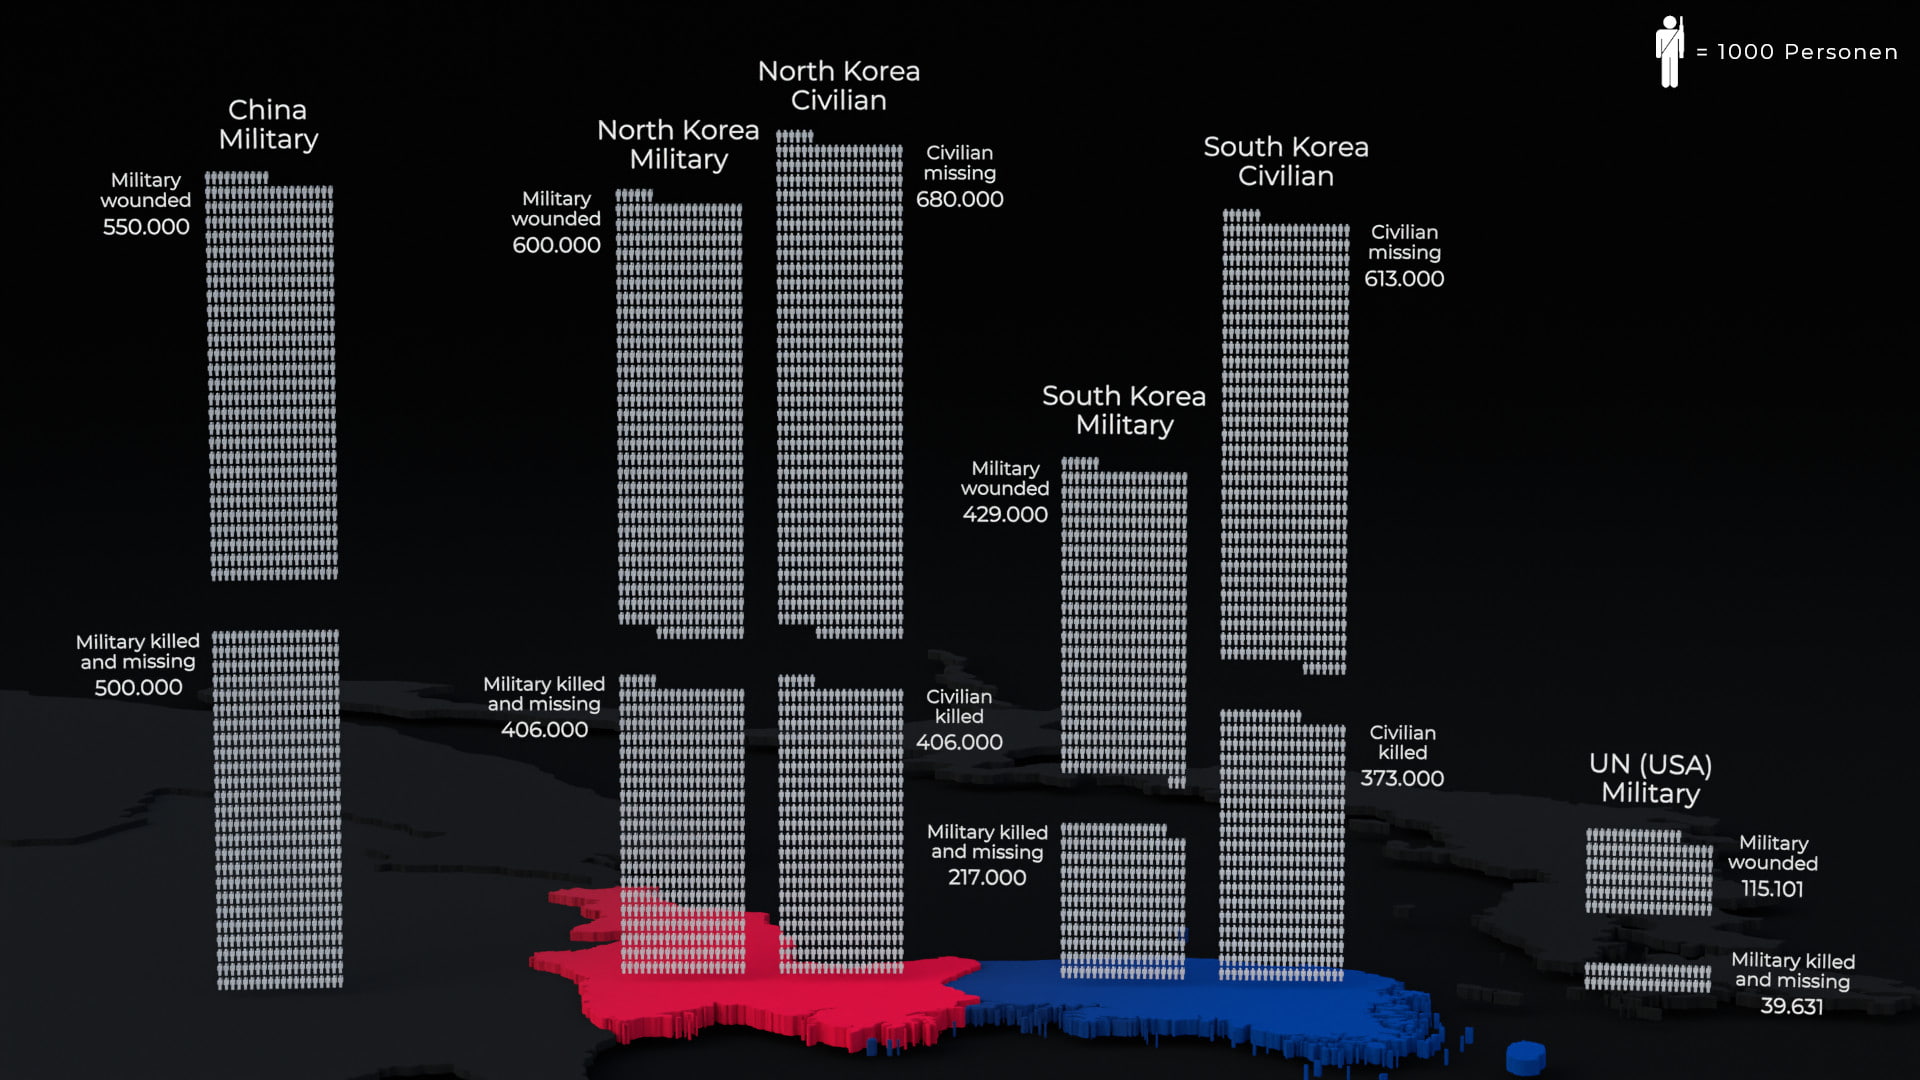 = 1000 Personen
China
Military
Military
wounded
550.000
Military killed
and missing
500.000
North Korea
Military
Military
wounded
600.000
Military killed
and missing
406.000
North Korea
Civilian
Civilian
missing
680.000
Civilian
killed
406.000
South Korea
Military
Military
wounded
429.000
Military killed
and missing
217.000
South Korea
Civilian
Civilian
missing
613.000
Civilian
killed
373.000
UN (USA)
Military
Military
wounded
115.101
Military killed
and missing
39.631